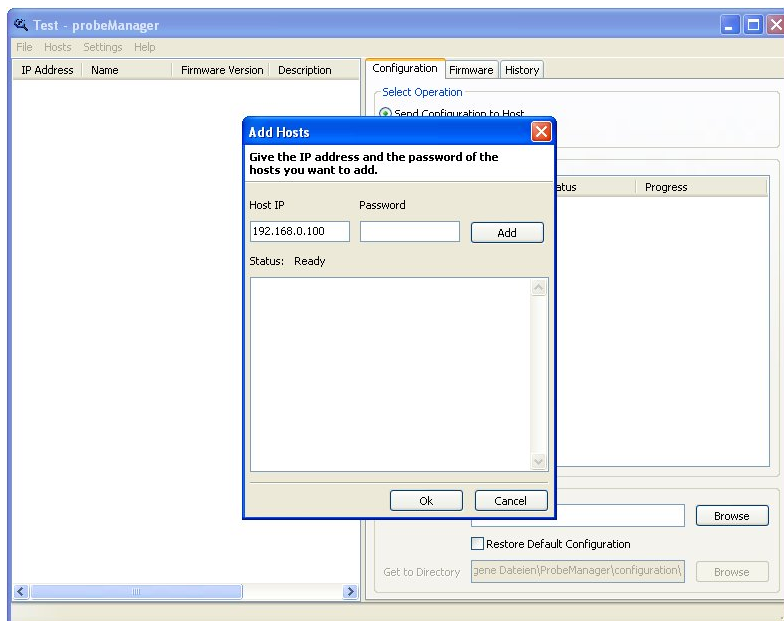 Test - probeManager
File Hosts Settings Help
IP Address Name Firmware Version Description
Configuration Firmware History
Select Operation
Send Configuration to Host
Add Hosts
Give the IP address and the password of the
hosts you want to add.
Host IP Password
192.168.0.100 Add
Status: Ready
Progress
Ok Cancel
Browse
Restore Default Configuration
Get to Directory gene Dateien\ProbeManager\configuration\ Browse